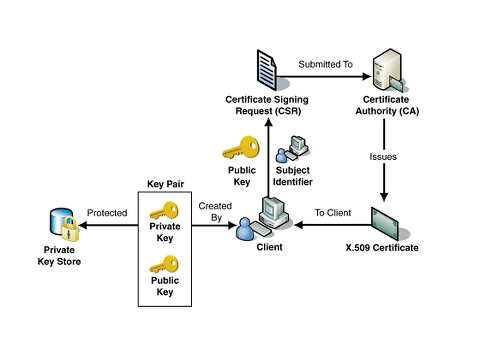 Submitted To
Certificate Signing
Request (CSR)
Certificate
Authority (CA)
Public
Key
Subject
Identifier
Issues
Key Pair
Protected
Private
Key
Created
By
To Client
Private
Key Store
Client
X.509 Certificate
Public
Key